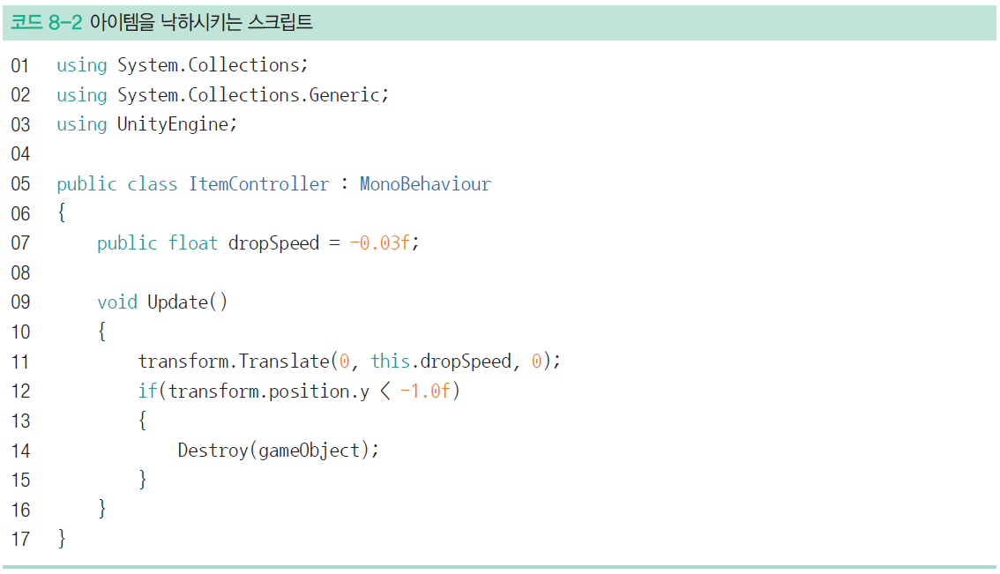 코드 8-2 아이템을 낙하시키는 스크립트
01 using System.Collections;
02 using System.Collections.Generic;
03 using UnityEngine;
04
05 public class ItemController : MonoBehaviour
06 {
07     public float dropSpeed = -0.03f;
08
09     void Update()
10     {
11         transform.Translate(0, this.dropSpeed, 0);
12         if(transform.position.y < -1.0f)
13         {
14             Destroy(gameObject);
15         }
16     }
17 }